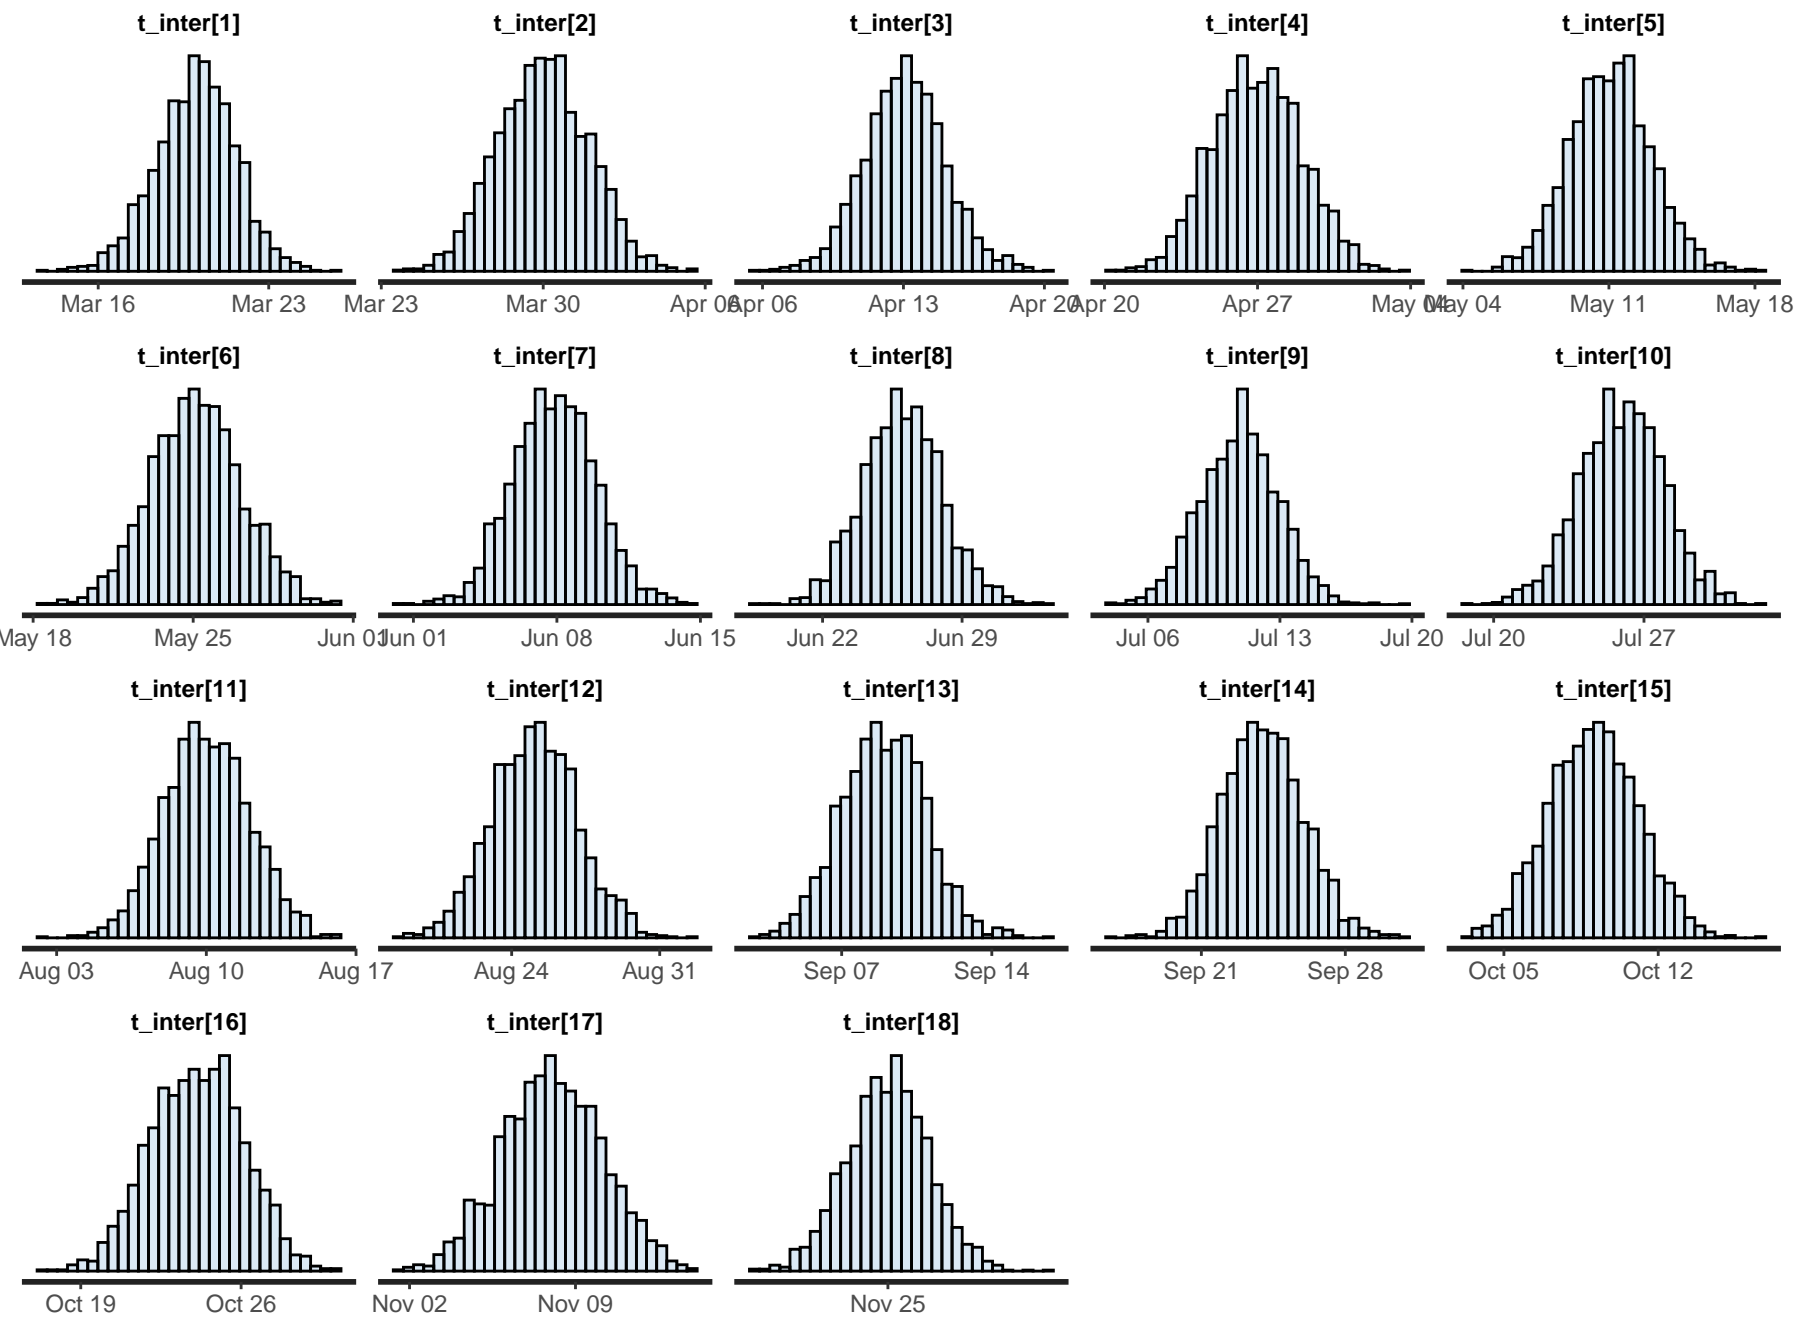 t_inter[1] t_inter[2] t_inter[3] t_inter[4] t_inter[5]
Mar 16 Mar 23 Mar 23 Mar 30 Apr 06 Apr 06 Apr 13 Apr 20 Apr 20 Apr 27 May 04 May 04 May 11 May 18
t_inter[6] t_inter[7] t_inter[8] t_inter[9] t_inter[10]
May 18 May 25 Jun 01 Jun 01 Jun 08 Jun 15 Jun 22 Jun 29 Jul 06 Jul 13 Jul 20 Jul 20 Jul 27
t_inter[11] t_inter[12] t_inter[13] t_inter[14] t_inter[15]
Aug 03 Aug 10 Aug 17 Aug 24 Aug 31 Sep 07 Sep 14 Sep 21 Sep 28 Oct 05 Oct 12
t_inter[16] t_inter[17] t_inter[18]
Oct 19 Oct 26 Nov 02 Nov 09 Nov 25